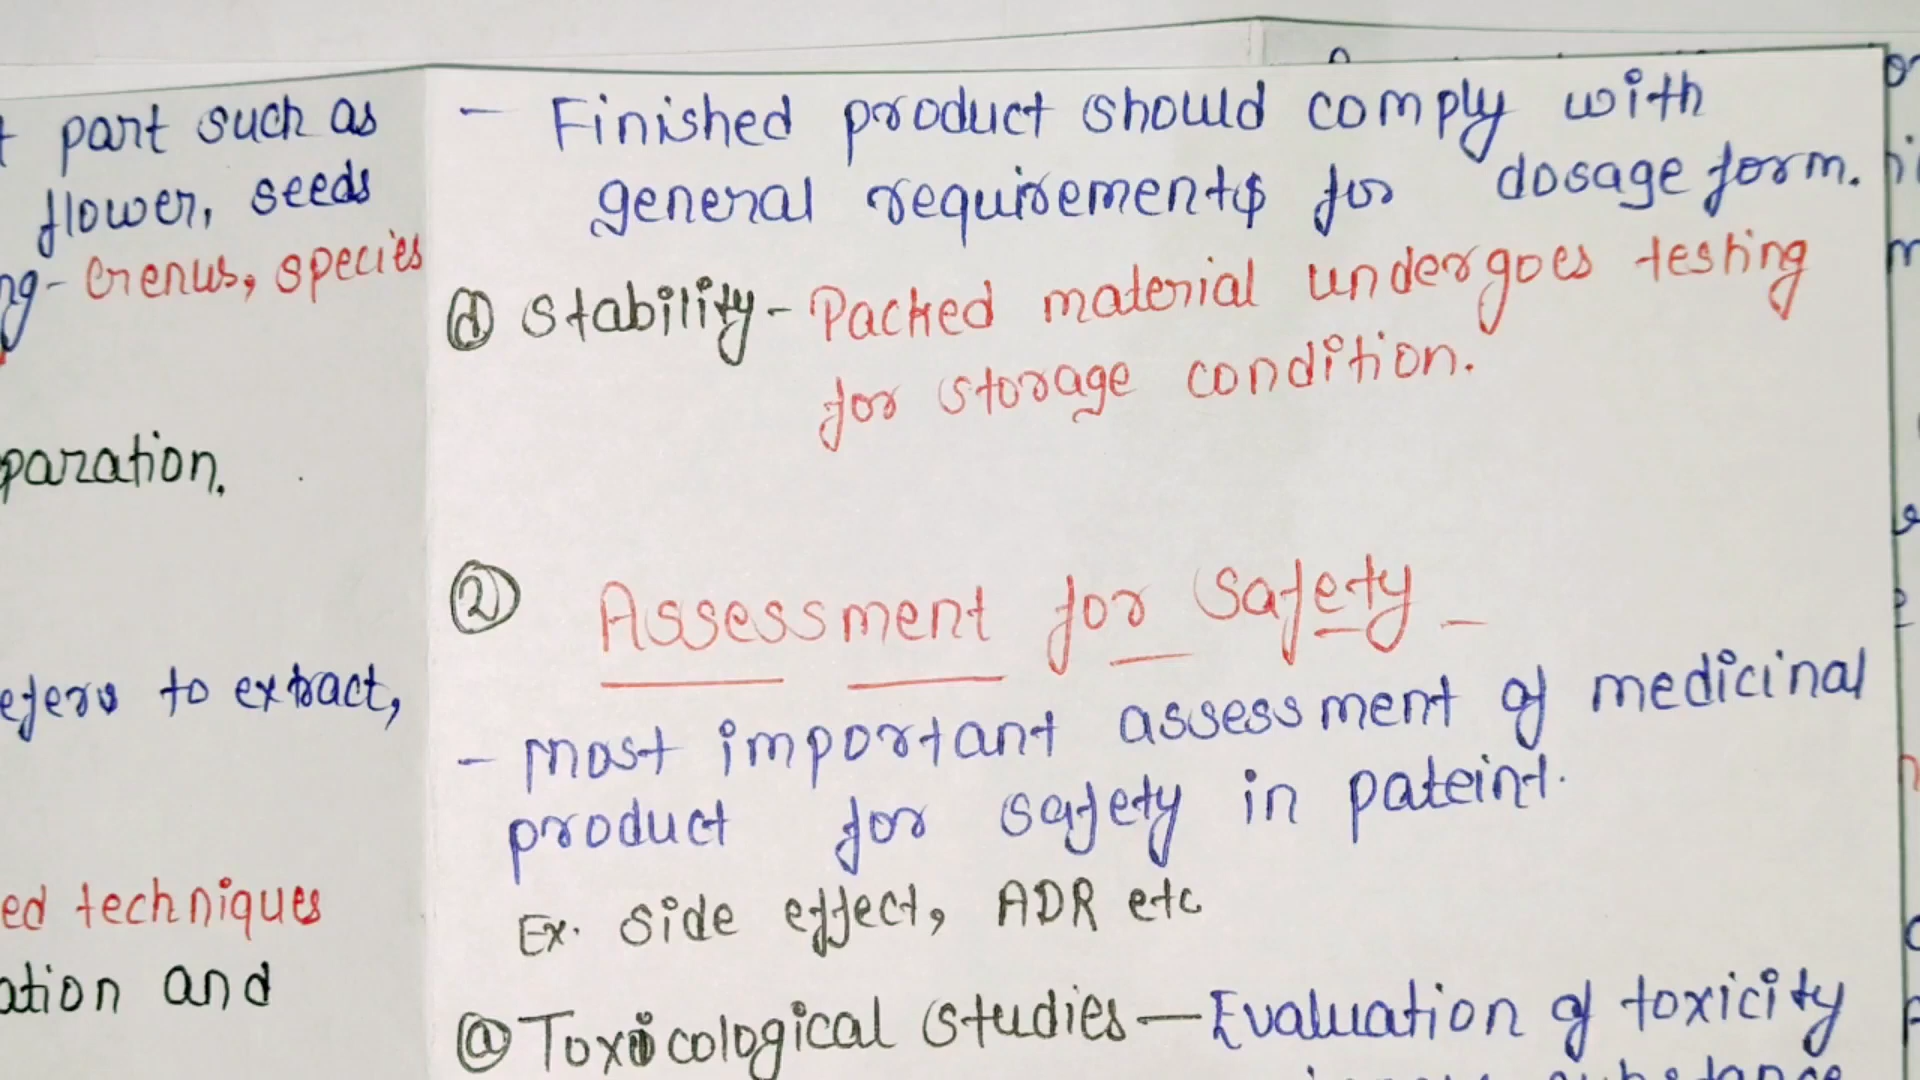 part such as
flower, seeds
ng- Genus, species
paration.
efers to extract,
ed techniques
ation and
- Finished product should comply with
general requirements for dosage form.
(d) Stability - Packed material undergoes testing
for storage condition.
(2) Assessment for Safety -
- Most important assessment of medicinal
product for safety in pateint.
Ex. Side effect, ADR etc
(a) Toxicological studies — Evaluation of toxicity